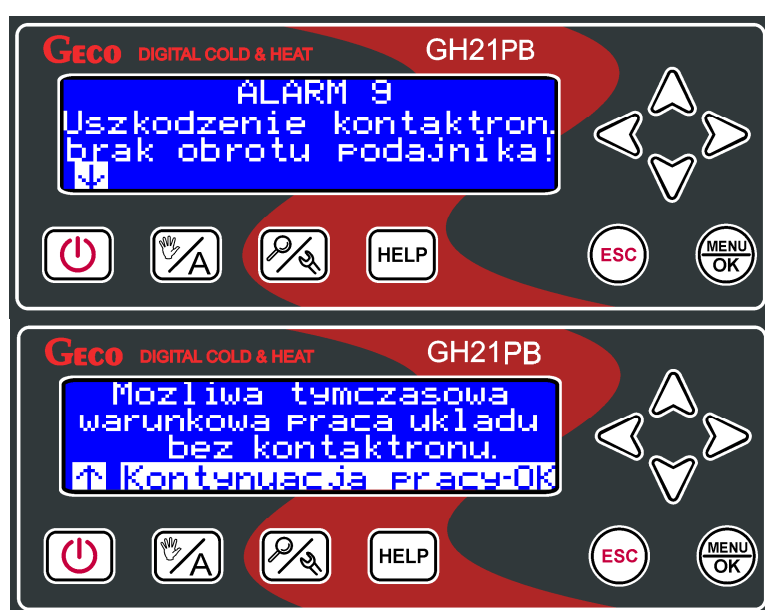 GECO DIGITAL COLD & HEAT GH21PB
ALARM 9
Uszkodzenie kontaktron.
brak obrotu podajnika!
↓
A HELP ESC MENU OK
GECO DIGITAL COLD & HEAT GH21PB
Mozliwa tymczasowa
warunkowa praca ukladu
bez kontaktronu.
↑ Kontynuacja pracy-OK
A HELP ESC MENU OK